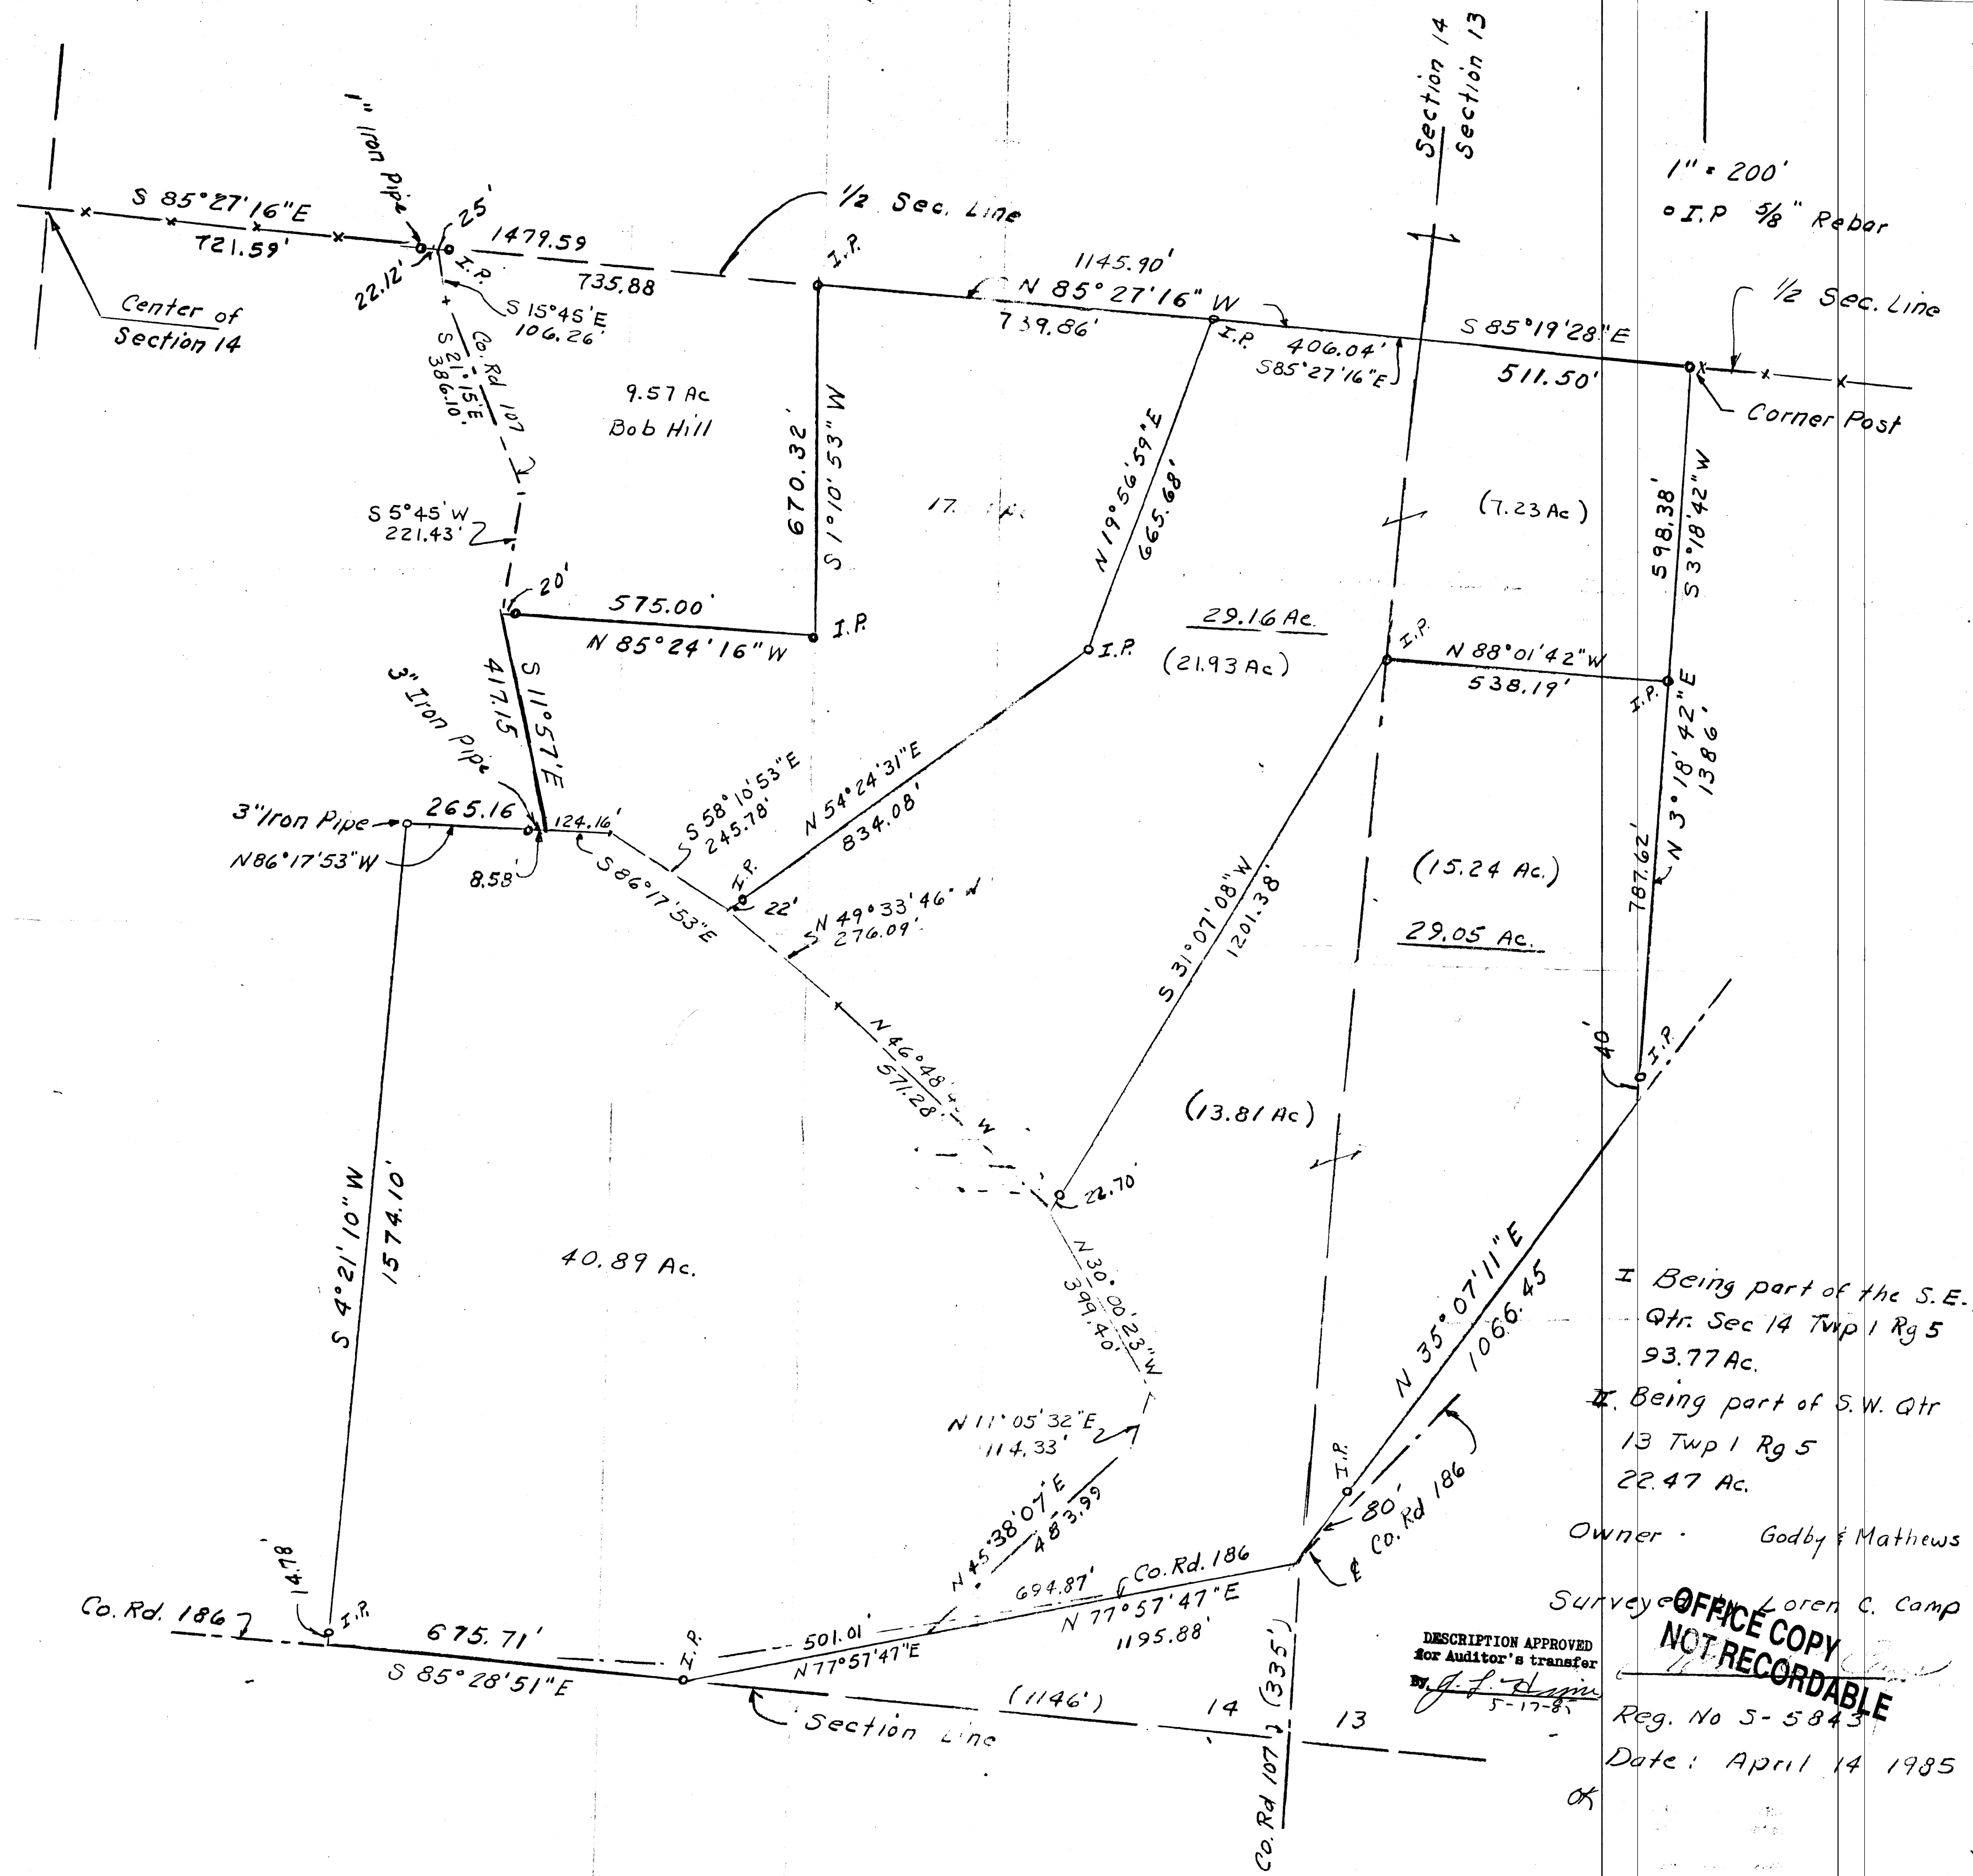 Section 14
Section 13
1" = 200'
o I.P 5/8" Rebar
1/2 Sec. Line
S 85°27'16"E
721.59'
1" Iron Pipe
25'
22.12'
I.P.
1479.59
735.88
1/2 Sec. Line
I.P.
1145.90'
N 85°27'16" W
739.86'
I.P.
406.04'
S85°27'16"E
S 85°19'28"E
511.50'
Corner Post
Center of
Section 14
S 15°45'E
106.26'
Co. Rd 107
S 21°15'E
386.10
9.57 Ac
Bob Hill
670.32'
S 1°10'53" W
17.
N 19°56'59"E
665.68'
(7.23 Ac)
598.38'
S 3°18'42"W
S 5°45'W
221.43'
20'
575.00'
N 85°24'16" W
I.P.
I.P.
29.16 Ac.
(21.93 Ac)
I.P.
N 88°01'42"W
538.19'
I.P.
S 11°57'E
417.15
3" Iron Pipe
3" Iron Pipe
265.16
N86°17'53"W
8.58'
124.16'
S 86°17'53"E
S 58°10'53"E
245.78'
I.P.
22'
N 54°24'31"E
834.08'
N 49°33'46"
276.09'
S 31°07'08"W
1201.38'
(15.24 Ac.)
29.05 Ac.
787.62'
N 3°18'42"E
1386'
40'
I.P.
N 46°48' W
571.28'
22.70'
(13.81 Ac)
S 4°21'10" W
1574.10'
40.89 Ac.
N 30°00'23"W
399.40'
N 11°05'32"E
114.33'
N 45°38'07"E
483.99
N 35°07'11"E
1066.45
I.P.
80'
℄ Co. Rd 186
I Being part of the S.E.
Qtr. Sec 14 Twp 1 Rg 5
93.77 Ac.
II. Being part of S.W. Qtr
13 Twp 1 Rg 5
22.47 Ac.
Owner Godby & Mathews
Surveyed By Loren C. Camp
OFFICE COPY
NOT RECORDABLE
Reg. No S-5843
Date: April 14 1985
OK
DESCRIPTION APPROVED
for Auditor's transfer
By
5-17-85
Co. Rd. 186
14.78'
I.P.
675.71'
S 85°28'51"E
I.P.
501.01'
N 77°57'47"E
694.87'
Co. Rd. 186
N 77°57'47"E
1195.88'
Section Line
(1146')
14
13
Co. Rd 107
(335')